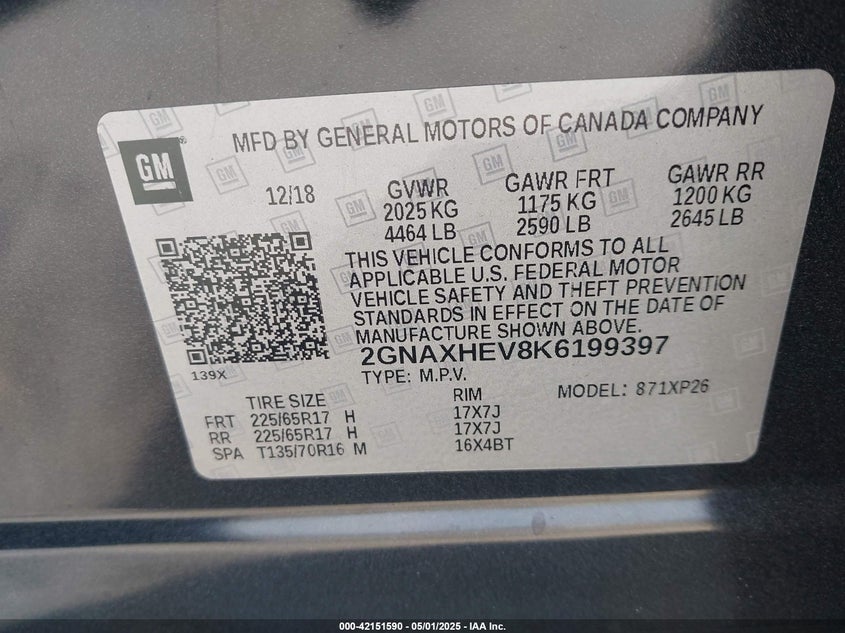 GM
MFD BY GENERAL MOTORS OF CANADA COMPANY
12/18
GVWR
2025 KG
4464 LB
GAWR FRT
1175 KG
2590 LB
GAWR RR
1200 KG
2645 LB
THIS VEHICLE CONFORMS TO ALL
APPLICABLE U.S. FEDERAL MOTOR
VEHICLE SAFETY AND THEFT PREVENTION
STANDARDS IN EFFECT ON THE DATE OF
MANUFACTURE SHOWN ABOVE.
2GNAXHEV8K6199397
139X
TYPE: M.P.V.
MODEL: 871XP26
TIRE SIZE RIM
FRT 225/65R17 H 17X7J
RR 225/65R17 H 17X7J
SPA T135/70R16 M 16X4BT
000-42151590 - 05/01/2025 - IAA Inc.